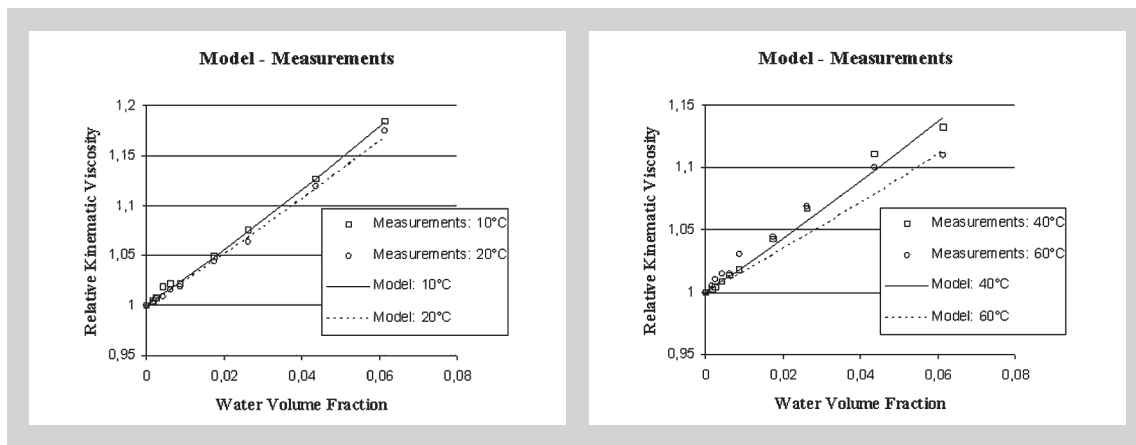 Model - Measurements
Relative Kinematic Viscosity
1,2
1,15
1,1
1,05
1
0,95
0
0,02
0,04
0,06
0,08
Water Volume Fraction
Measurements: 10°C
Measurements: 20°C
Model: 10°C
Model: 20°C
Model - Measurements
Relative Kinematic Viscosity
1,15
1,10
1,05
1
0,95
0
0,02
0,04
0,06
0,08
Water Volume Fraction
Measurements: 40°C
Measurements: 60°C
Model: 40°C
Model: 60°C